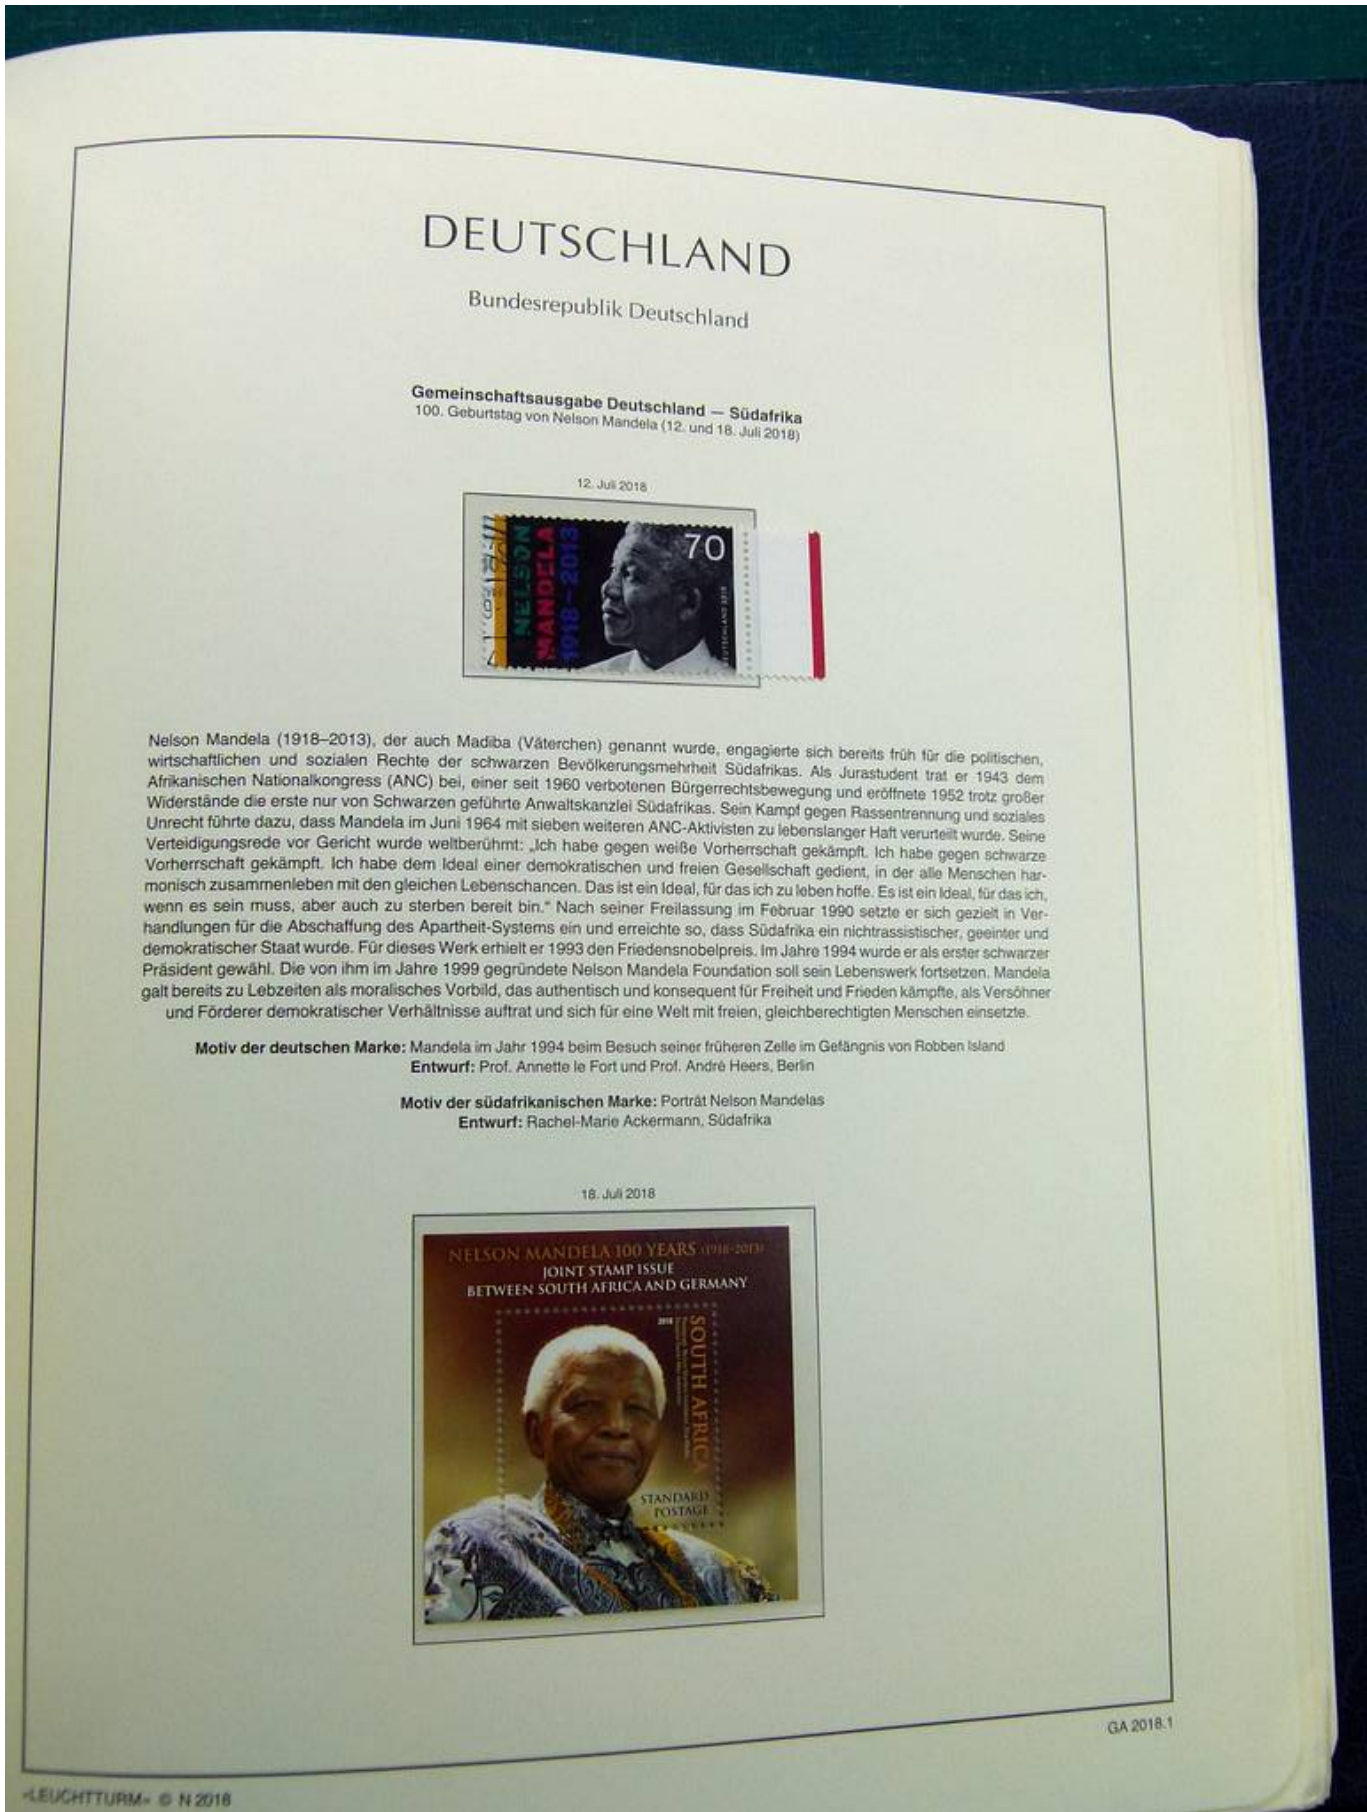 DEUTSCHLAND
Bundesrepublik Deutschland
Gemeinschaftsausgabe Deutschland — Südafrika
100. Geburtstag von Nelson Mandela (12. und 18. Juli 2018)
12. Juli 2018
NELSON
MANDELA
1918–2013
70
DEUTSCHLAND 2018
Nelson Mandela (1918–2013), der auch Madiba (Väterchen) genannt wurde, engagierte sich bereits früh für die politischen,
wirtschaftlichen und sozialen Rechte der schwarzen Bevölkerungsmehrheit Südafrikas. Als Jurastudent trat er 1943 dem
Afrikanischen Nationalkongress (ANC) bei, einer seit 1960 verbotenen Bürgerrechtsbewegung und eröffnete 1952 trotz großer
Widerstände die erste nur von Schwarzen geführte Anwaltskanzlei Südafrikas. Sein Kampf gegen Rassentrennung und soziales
Unrecht führte dazu, dass Mandela im Juni 1964 mit sieben weiteren ANC-Aktivisten zu lebenslanger Haft verurteilt wurde. Seine
Verteidigungsrede vor Gericht wurde weltberühmt: „Ich habe gegen weiße Vorherrschaft gekämpft. Ich habe gegen schwarze
Vorherrschaft gekämpft. Ich habe dem Ideal einer demokratischen und freien Gesellschaft gedient, in der alle Menschen har-
monisch zusammenleben mit den gleichen Lebenschancen. Das ist ein Ideal, für das ich zu leben hoffe. Es ist ein Ideal, für das ich,
wenn es sein muss, aber auch zu sterben bereit bin.“ Nach seiner Freilassung im Februar 1990 setzte er sich gezielt in Ver-
handlungen für die Abschaffung des Apartheit-Systems ein und erreichte so, dass Südafrika ein nichtrassistischer, geeinter und
demokratischer Staat wurde. Für dieses Werk erhielt er 1993 den Friedensnobelpreis. Im Jahre 1994 wurde er als erster schwarzer
Präsident gewähl. Die von ihm im Jahre 1999 gegründete Nelson Mandela Foundation soll sein Lebenswerk fortsetzen. Mandela
galt bereits zu Lebzeiten als moralisches Vorbild, das authentisch und konsequent für Freiheit und Frieden kämpfte, als Versöhner
und Förderer demokratischer Verhältnisse auftrat und sich für eine Welt mit freien, gleichberechtigten Menschen einsetzte.
Motiv der deutschen Marke: Mandela im Jahr 1994 beim Besuch seiner früheren Zelle im Gefängnis von Robben Island
Entwurf: Prof. Annette le Fort und Prof. André Heers, Berlin
Motiv der südafrikanischen Marke: Porträt Nelson Mandelas
Entwurf: Rachel-Marie Ackermann, Südafrika
18. Juli 2018
NELSON MANDELA 100 YEARS (1918-2013)
JOINT STAMP ISSUE
BETWEEN SOUTH AFRICA AND GERMANY
2018
SOUTH AFRICA
STANDARD
POSTAGE
GA 2018.1
»LEUCHTTURM« © N 2018